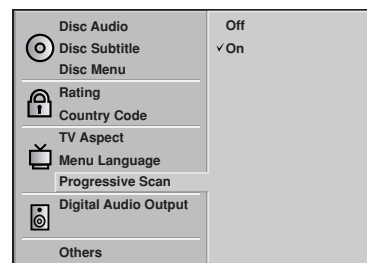 Disc Audio
Disc Subtitle
Disc Menu
Rating
Country Code
TV Aspect
Menu Language
Progressive Scan
Digital Audio Output
Others
Off
✓On